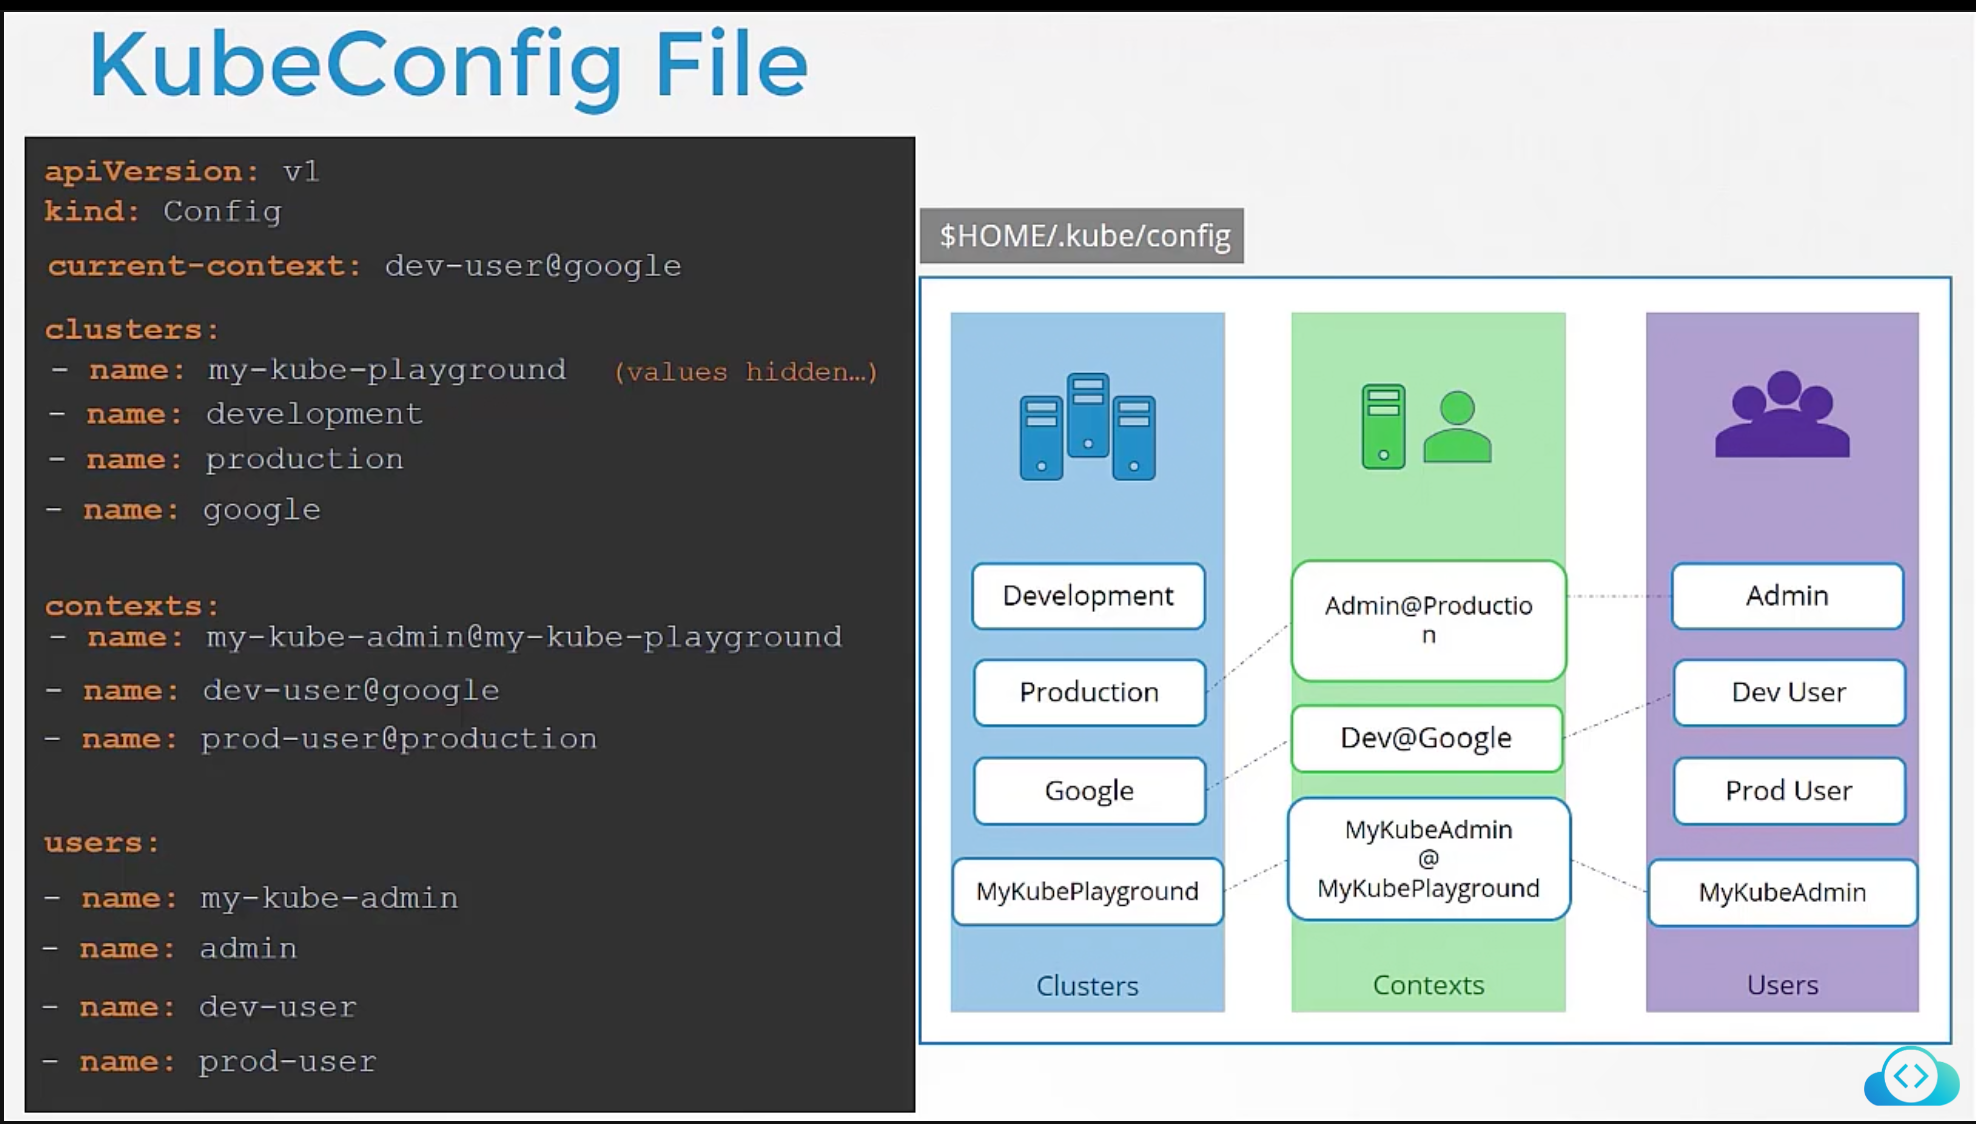 KubeConfig File
apiVersion: v1
kind: Config
current-context: dev-user@google
clusters:
- name: my-kube-playground (values hidden…)
- name: development
- name: production
- name: google
contexts:
- name: my-kube-admin@my-kube-playground
- name: dev-user@google
- name: prod-user@production
users:
- name: my-kube-admin
- name: admin
- name: dev-user
- name: prod-user
$HOME/.kube/config
Development
Production
Google
MyKubePlayground
Clusters
Admin@Productio
n
Dev@Google
MyKubeAdmin
@
MyKubePlayground
Contexts
Admin
Dev User
Prod User
MyKubeAdmin
Users